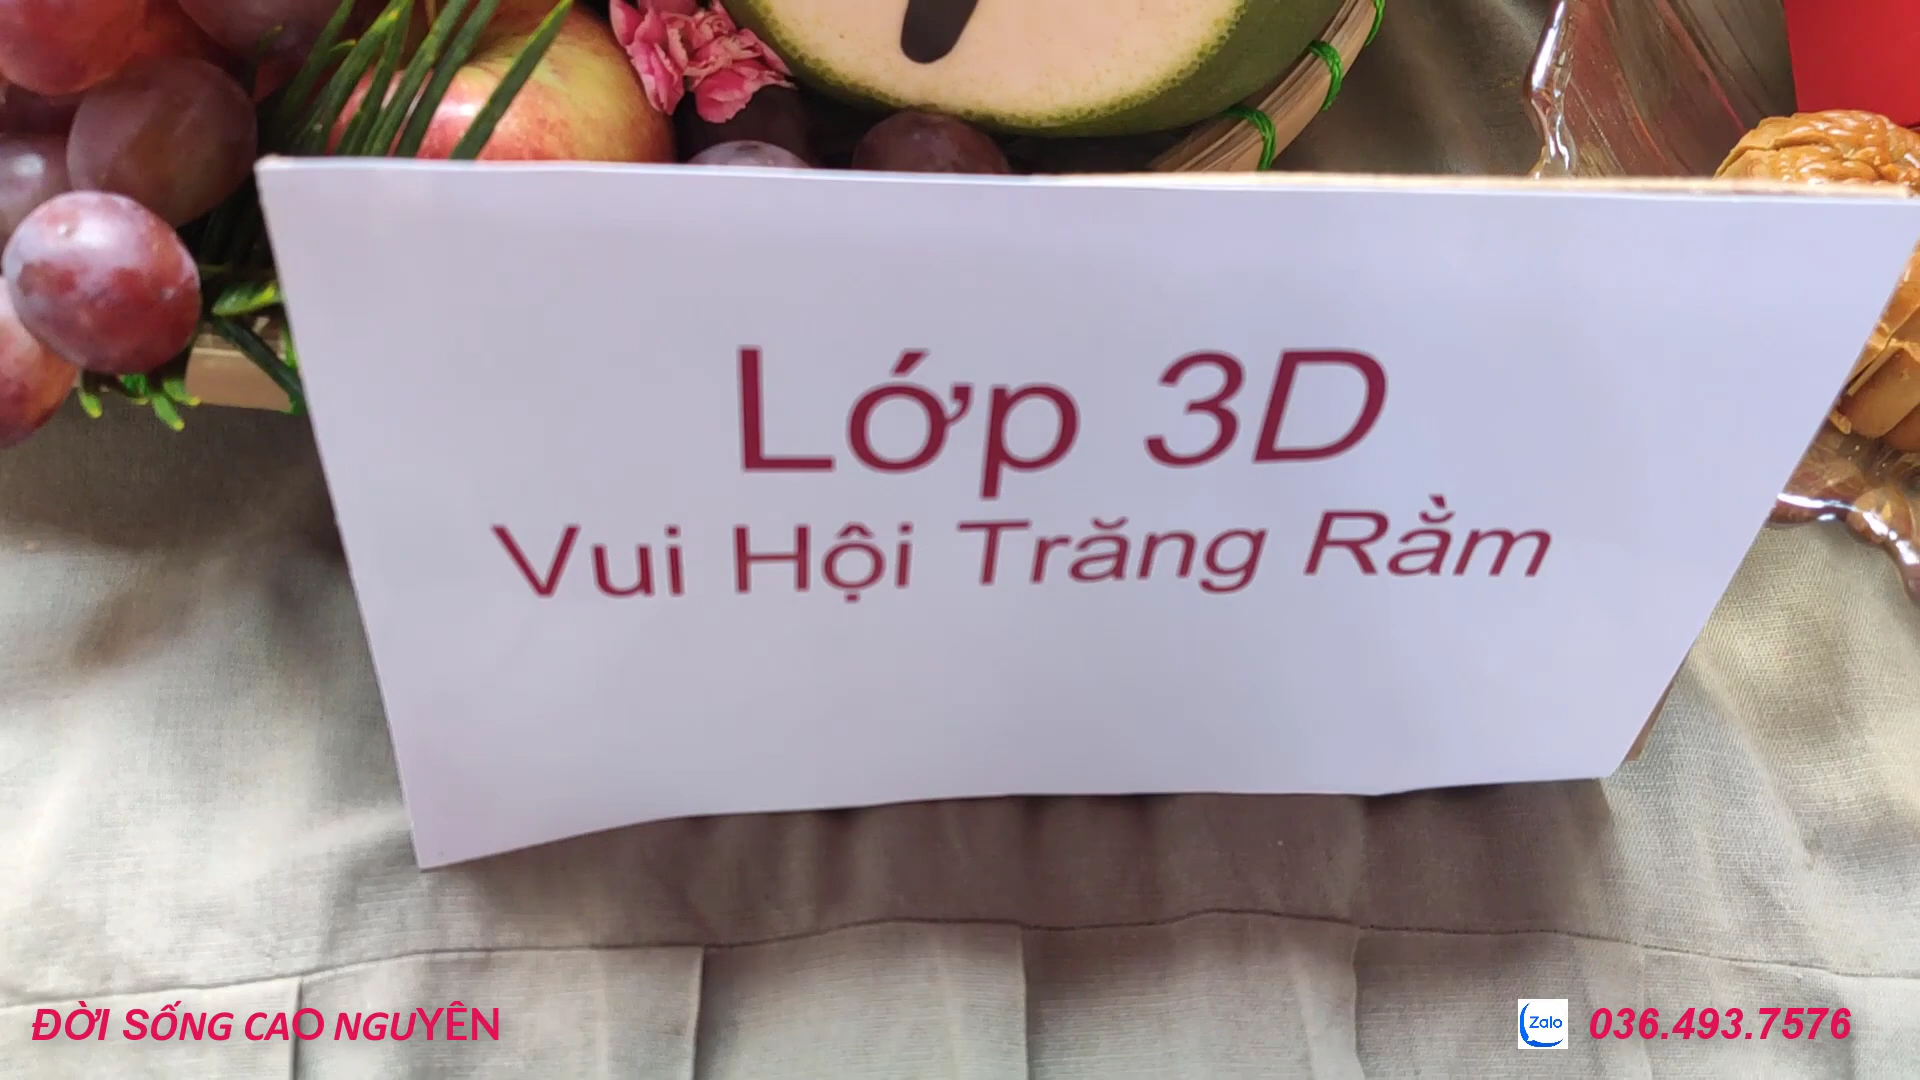 Lớp 3D
Vui Hội Trăng Rằm
ĐỜI SỐNG CAO NGUYÊN
Zalo 036.493.7576